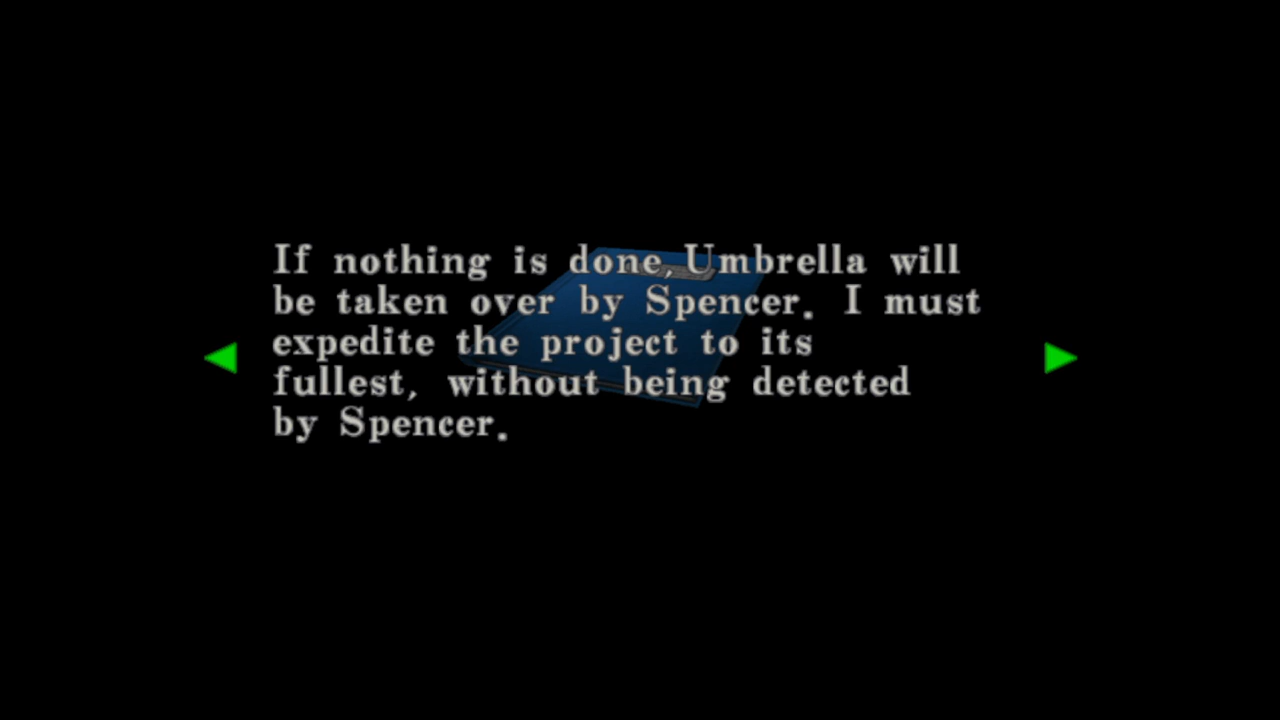 If nothing is done, Umbrella will
be taken over by Spencer. I must
expedite the project to its
fullest, without being detected
by Spencer.